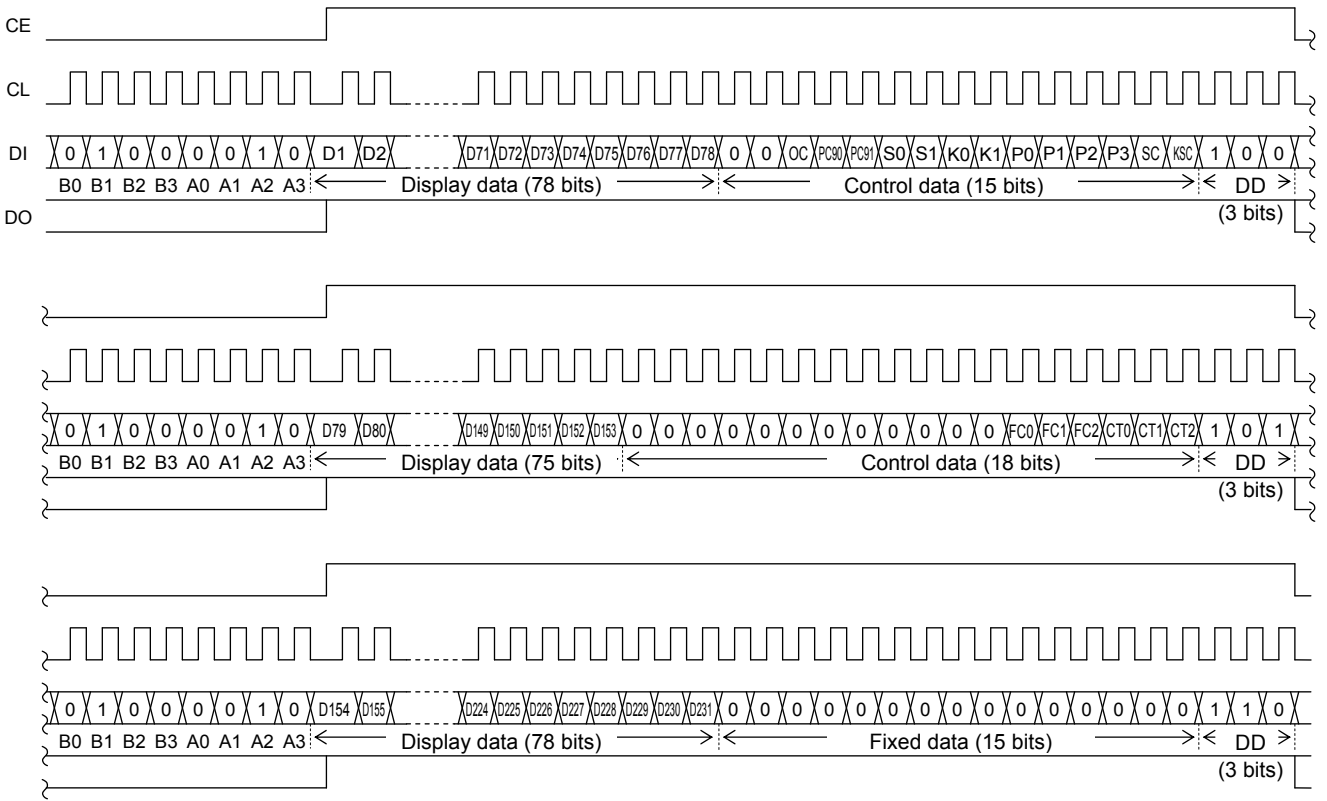 CE
CL
DI 0 1 0 0 0 0 1 0 D1 D2 D71 D72 D73 D74 D75 D76 D77 D78 0 0 OC PC90 PC91 S0 S1 K0 K1 P0 P1 P2 P3 SC KSC 1 0 0
B0 B1 B2 B3 A0 A1 A2 A3 Display data (78 bits) Control data (15 bits) DD
DO (3 bits)
0 1 0 0 0 0 1 0 D79 D80 D149 D150 D151 D152 D153 0 0 0 0 0 0 0 0 0 0 0 0 FC0 FC1 FC2 CT0 CT1 CT2 1 0 1
B0 B1 B2 B3 A0 A1 A2 A3 Display data (75 bits) Control data (18 bits) DD
(3 bits)
0 1 0 0 0 0 1 0 D154 D155 D224 D225 D226 D227 D228 D229 D230 D231 0 0 0 0 0 0 0 0 0 0 0 0 0 0 0 1 1 0
B0 B1 B2 B3 A0 A1 A2 A3 Display data (78 bits) Fixed data (15 bits) DD
(3 bits)